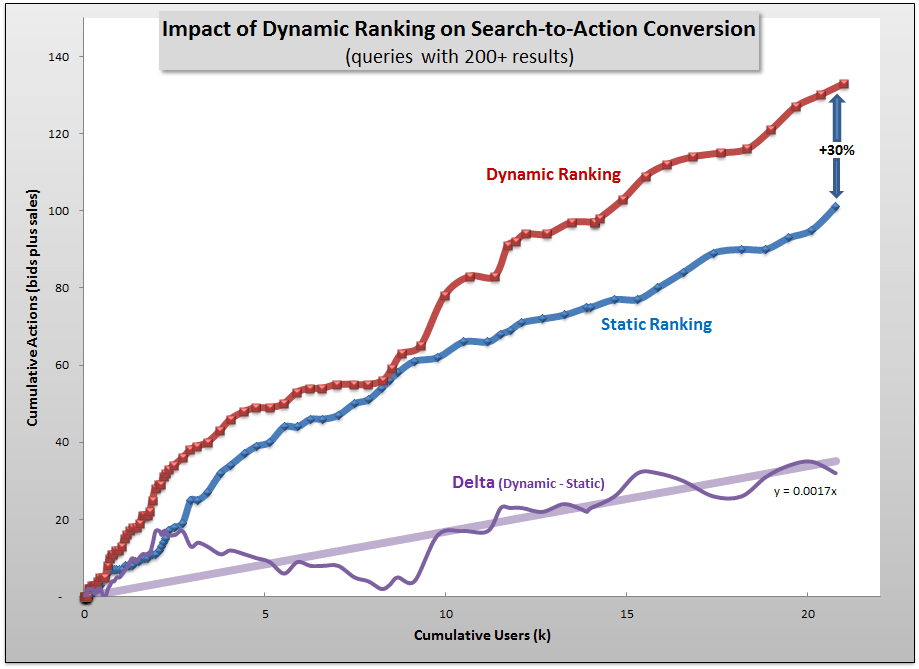 Impact of Dynamic Ranking on Search-to-Action Conversion
(queries with 200+ results)
Cumulative Actions (bids plus sales)
140
120
100
80
60
40
20
-
Dynamic Ranking
+30%
Static Ranking
Delta (Dynamic - Static)
y = 0.0017x
0
5
10
15
20
Cumulative Users (k)